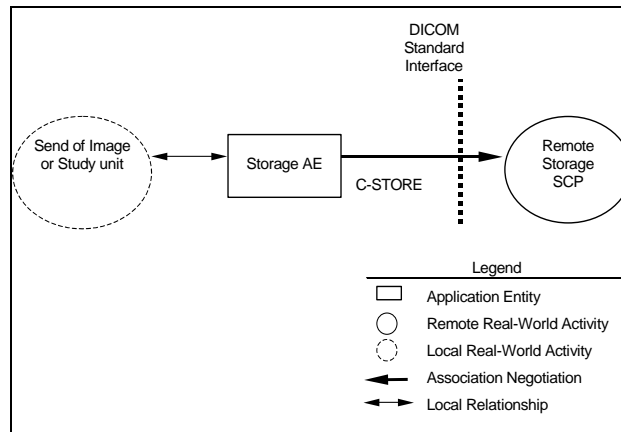 DICOM
Standard
Interface
Send of Image
or Study unit
Storage AE
C-STORE
Remote
Storage
SCP
Legend
Application Entity
Remote Real-World Activity
Local Real-World Activity
Association Negotiation
Local Relationship